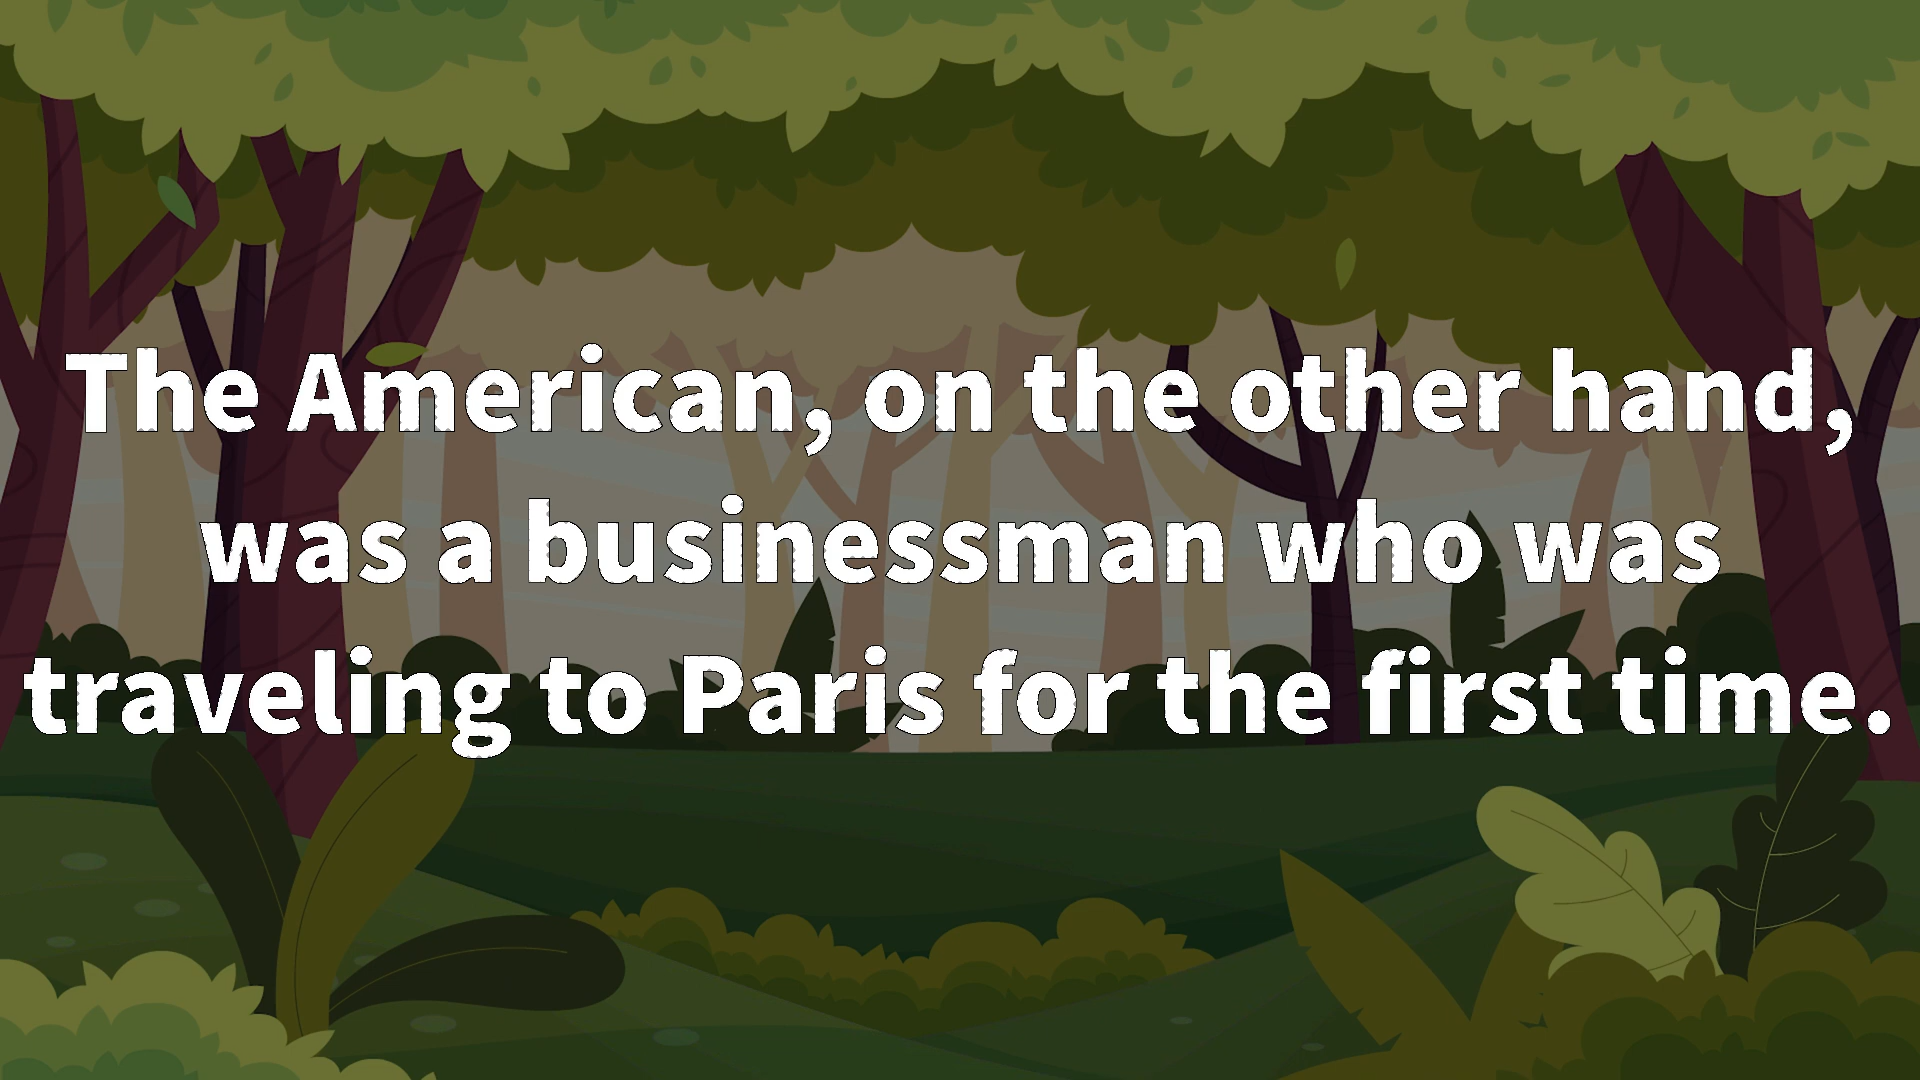 The American, on the other hand,
was a businessman who was
traveling to Paris for the first time.